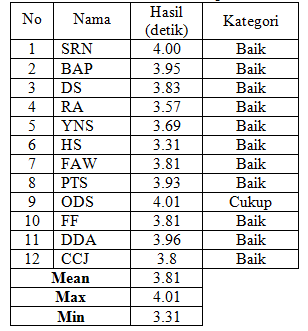 No Nama Hasil (detik) Kategori
1 SRN 4.00 Baik
2 BAP 3.95 Baik
3 DS 3.83 Baik
4 RA 3.57 Baik
5 YNS 3.69 Baik
6 HS 3.31 Baik
7 FAW 3.81 Baik
8 PTS 3.93 Baik
9 ODS 4.01 Cukup
10 FF 3.81 Baik
11 DDA 3.96 Baik
12 CCJ 3.8 Baik
Mean 3.81
Max 4.01
Min 3.31